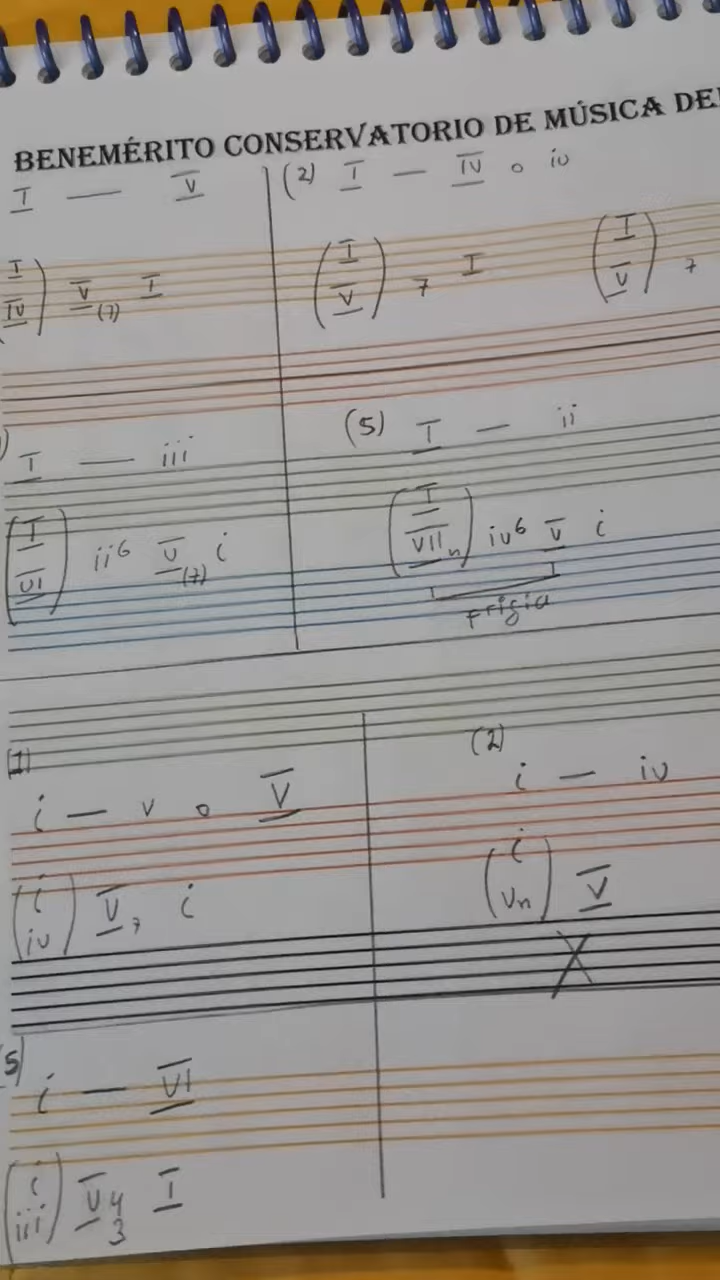 BENEMÉRITO CONSERVATORIO DE MÚSICA DE
I — V (2) I — IV o iv
(I IV) V(7) I (I V) 7 I (I V) 7
I — iii (5) I — ii
(I VI) ii6 V(7) i (I VIIn) iv6 V i
Frigia
(1) (2)
i — v o V i — iv
(i iv) V7 i (i vn) V
X
(5)
i — VI
(i iii) V4 3 I